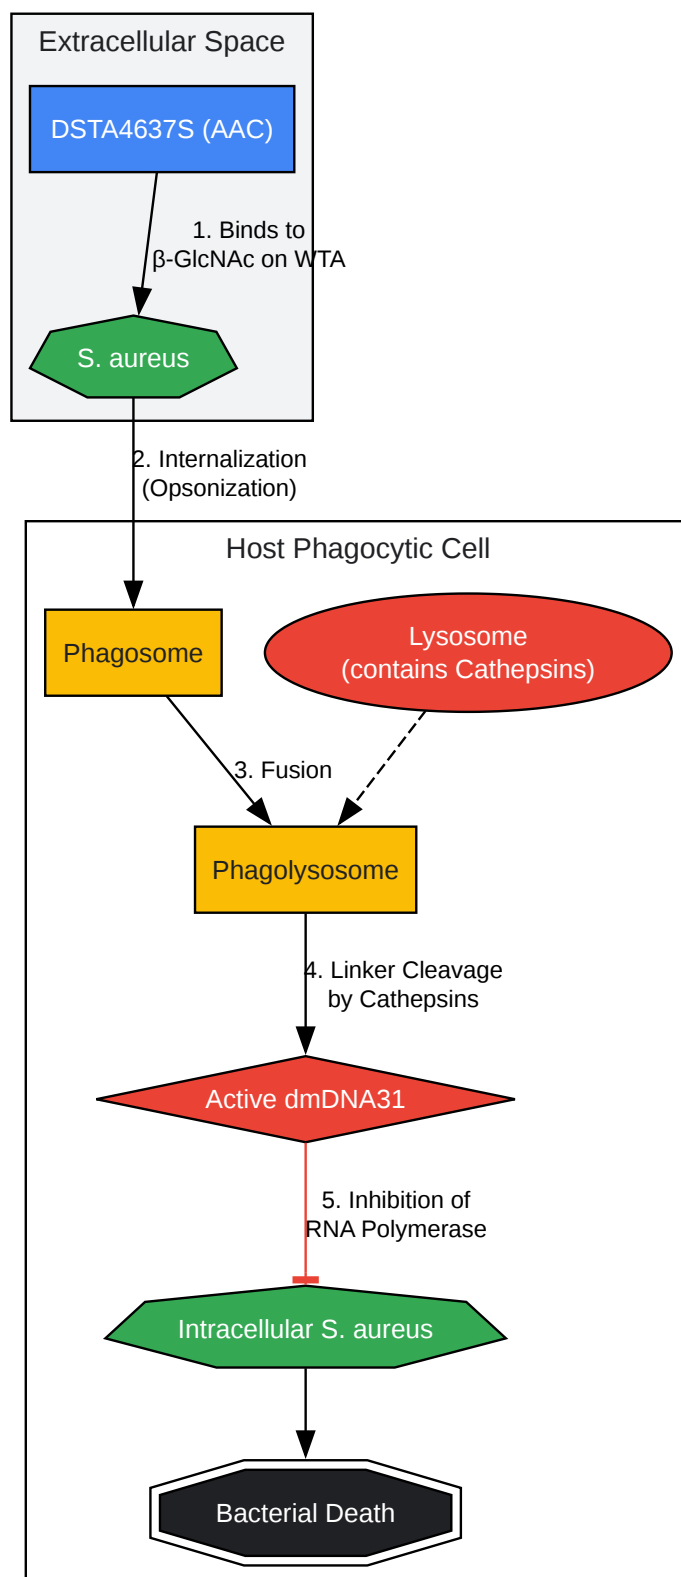 Extracellular Space
DSTA4637S (AAC)
1. Binds to
β-GlcNAc on WTA
S. aureus
2. Internalization
(Opsonization)
Host Phagocytic Cell
Phagosome
Lysosome
(contains Cathepsins)
3. Fusion
Phagolysosome
4. Linker Cleavage
by Cathepsins
Active dmDNA31
5. Inhibition of
RNA Polymerase
Intracellular S. aureus
Bacterial Death